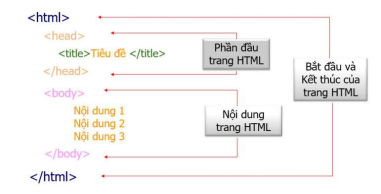 <html>
<head>
<title>Tiêu đề </title>
</head>
<body>
Nội dung 1
Nội dung 2
Nội dung 3
</body>
</html>
Phần đầu
trang HTML
Nội dung
trang HTML
Bắt đầu và
Kết thúc của
trang HTML